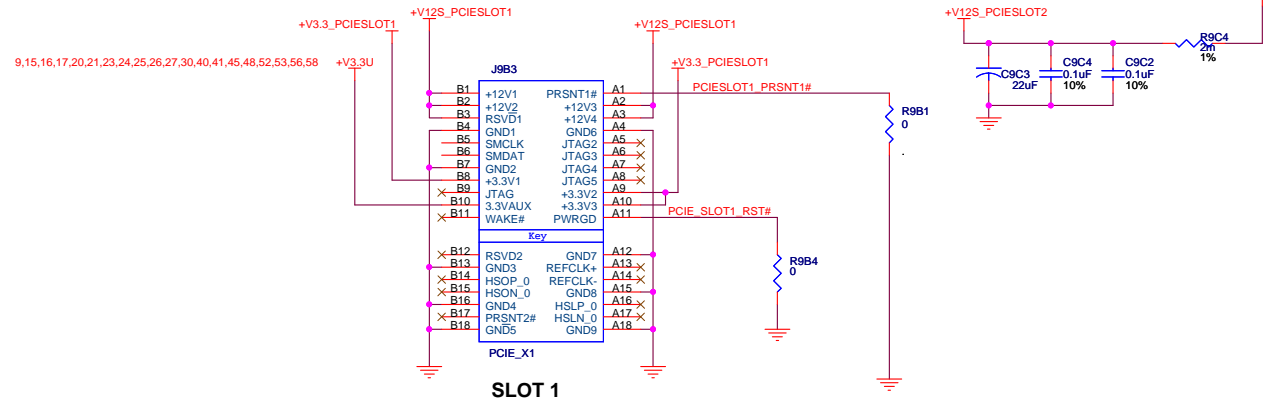 +V12S_PCIESLOT1
+V3.3_PCIESLOT1
+V12S_PCIESLOT1
+V12S_PCIESLOT2
9,15,16,17,20,21,23,24,25,26,27,30,40,41,45,48,52,53,56,58
+V3.3U
+V3.3_PCIESLOT1
R9C4
2m
1%
C9C3
22uF
C9C4
0.1uF
10%
C9C2
0.1uF
10%
J9B3
B1 +12V1 PRSNT1# A1 PCIESLOT1_PRSNT1#
B2 +12V2 +12V3 A2
B3 RSVD1 +12V4 A3
B4 GND1 GND6 A4
B5 SMCLK JTAG2 A5
B6 SMDAT JTAG3 A6
B7 GND2 JTAG4 A7
B8 +3.3V1 JTAG5 A8
B9 JTAG +3.3V2 A9
B10 3.3VAUX +3.3V3 A10
B11 WAKE# PWRGD A11 PCIE_SLOT1_RST#
Key
B12 RSVD2 GND7 A12
B13 GND3 REFCLK+ A13
B14 HSOP_0 REFCLK- A14
B15 HSON_0 GND8 A15
B16 GND4 HSLP_0 A16
B17 PRSNT2# HSLN_0 A17
B18 GND5 GND9 A18
R9B1
0
R9B4
0
PCIE_X1
SLOT 1